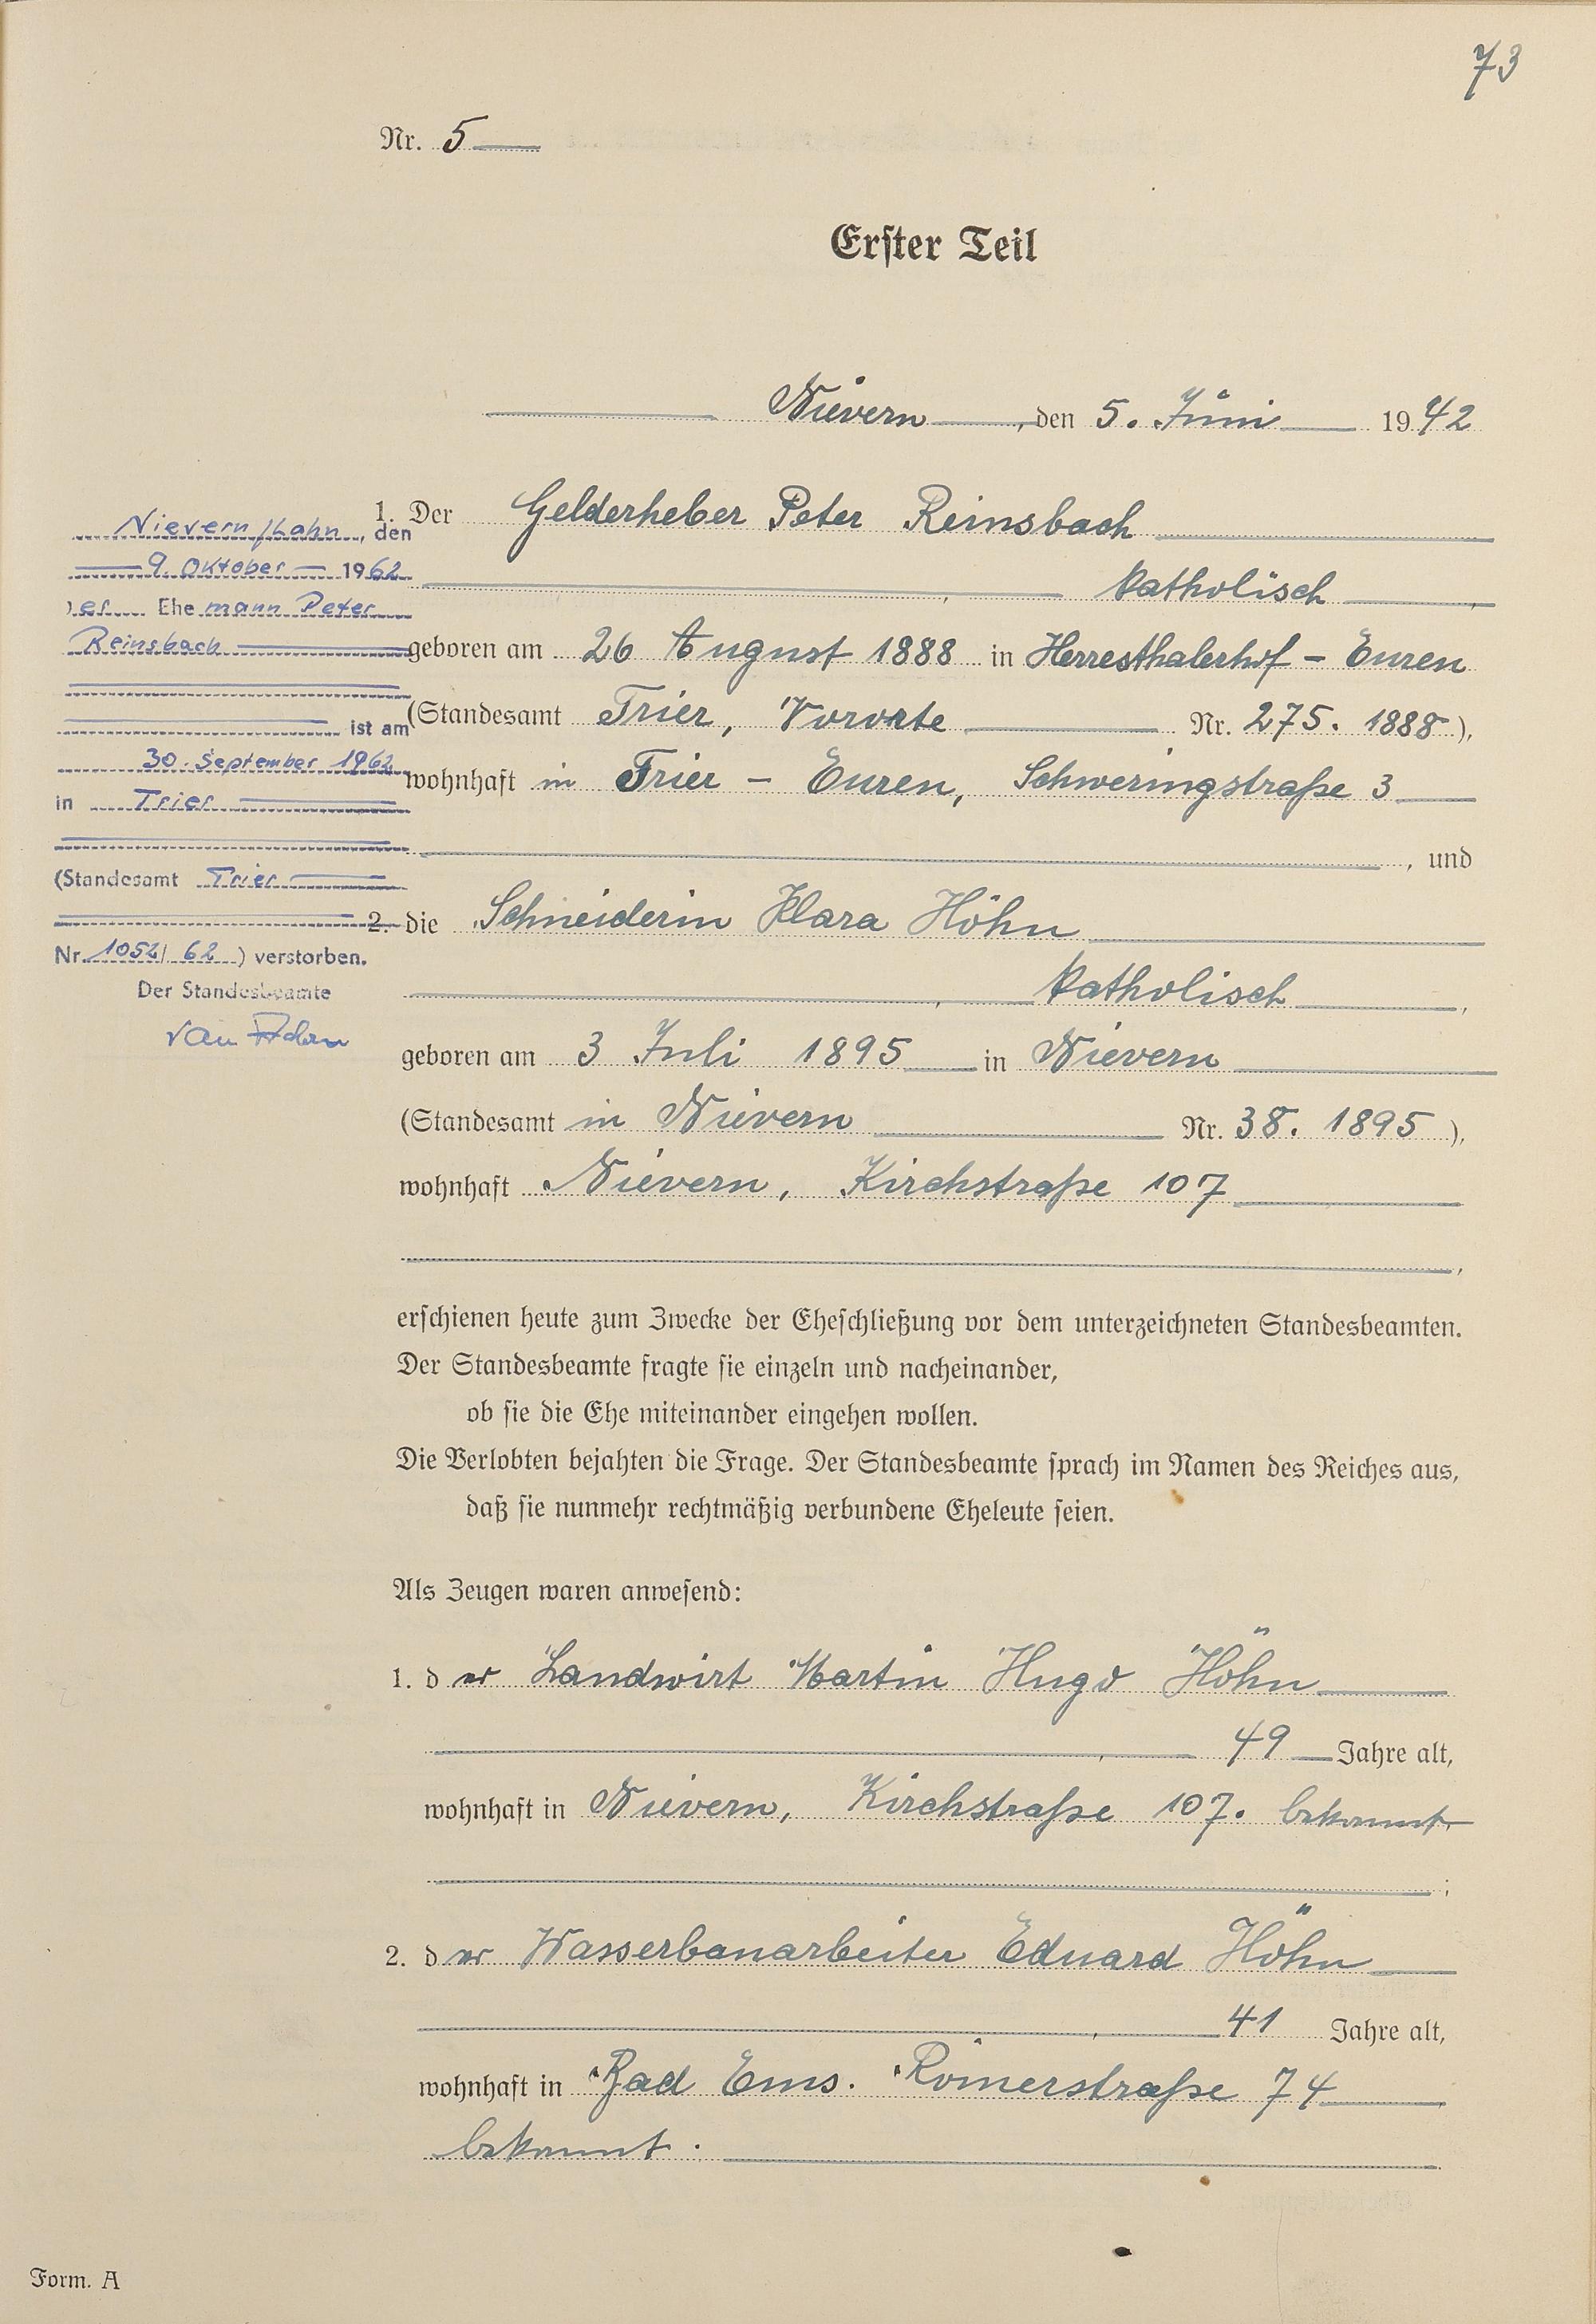 73
Nr. 5
Erster Teil
Nievern, den 5. Juni 1942
1. Der Gelderheber Peter Reinsbach
, katholisch,
geboren am 26 August 1888 in Herresthalerhof - Euren
(Standesamt Trier, Vororte Nr. 275. 1888),
wohnhaft in Trier - Euren, Schweringstraße 3
, und
2. die Schneiderin Klara Höhn
, katholisch,
geboren am 3 Juli 1895 in Nievern
(Standesamt in Nievern Nr. 38. 1895),
wohnhaft Nievern, Kirchstraße 107
,
erschienen heute zum Zwecke der Eheschließung vor dem unterzeichneten Standesbeamten.
Der Standesbeamte fragte sie einzeln und nacheinander,
ob sie die Ehe miteinander eingehen wollen.
Die Verlobten bejahten die Frage. Der Standesbeamte sprach im Namen des Reiches aus,
daß sie nunmehr rechtmäßig verbundene Eheleute seien.
Als Zeugen waren anwesend:
1. der Landwirt Martin Hugo Höhn
, 49 Jahre alt,
wohnhaft in Nievern, Kirchstraße 107. bekannt
;
2. der Wasserbauarbeiter Eduard Höhn
, 41 Jahre alt,
wohnhaft in Bad Ems. Römerstraße 74
bekannt.
Nievern/Lahn, den
9. Oktober 1962
er Ehemann Peter
Reinsbach
ist am
30. September 1962
in Trier
(Standesamt Trier
Nr. 1052/62) verstorben.
Der Standesbeamte
Form. A